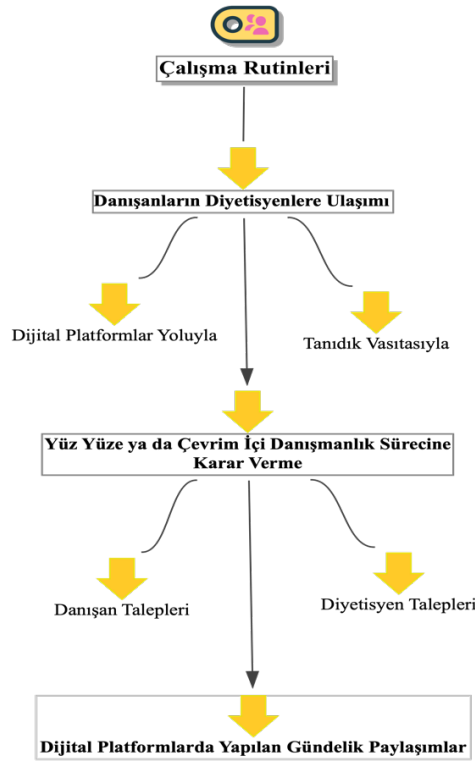 Çalışma Rutinleri
Danışanların Diyetisyenlere Ulaşımı
Dijital Platformlar Yoluyla
Tanıdık Vasıtasıyla
Yüz Yüze ya da Çevrim İçi Danışmanlık Sürecine
Karar Verme
Danışan Talepleri
Diyetisyen Talepleri
Dijital Platformlarda Yapılan Gündelik Paylaşımlar